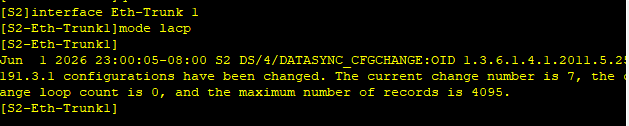 [S2]interface Eth-Trunk 1
[S2-Eth-Trunk1]mode lacp
[S2-Eth-Trunk1]
Jun  1 2026 23:00:05-08:00 S2 DS/4/DATASYNC_CFGCHANGE:OID 1.3.6.1.4.1.2011.5.25
191.3.1 configurations have been changed. The current change number is 7, the c
ange loop count is 0, and the maximum number of records is 4095.
[S2-Eth-Trunk1]